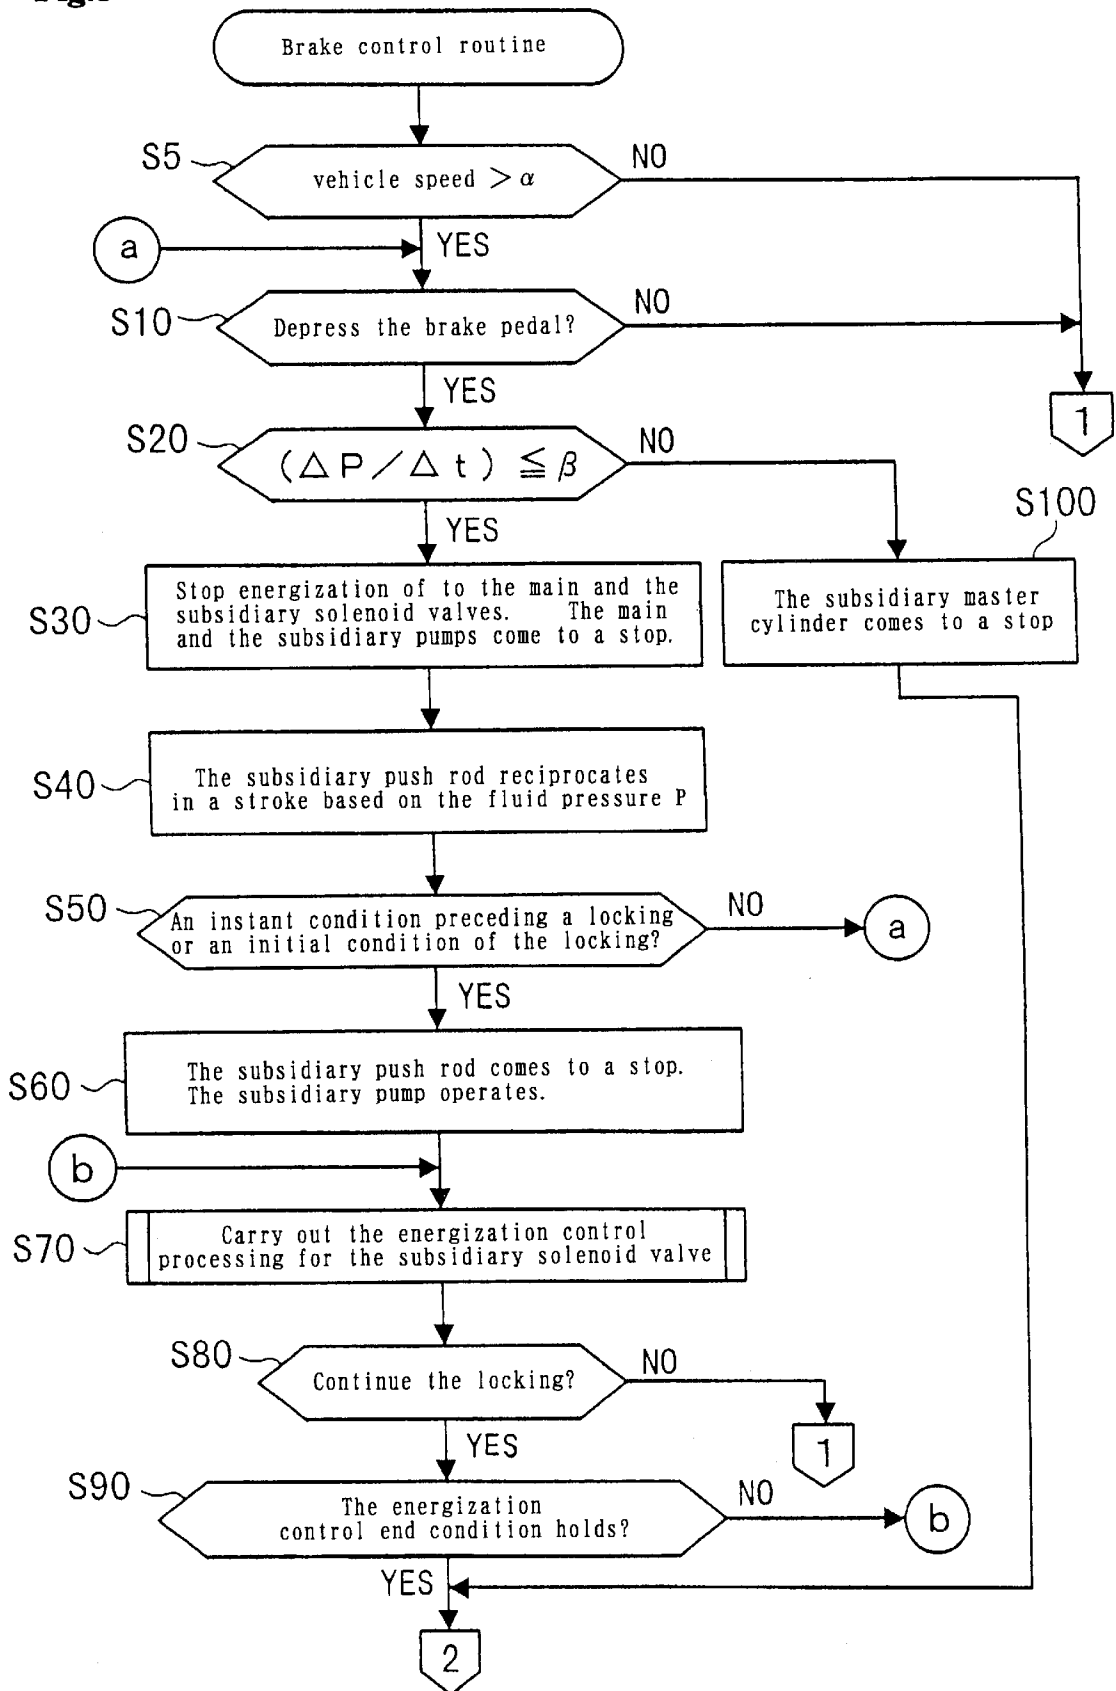 Brake control routine
S5
vehicle speed > α
NO
a
YES
S10
Depress the brake pedal?
NO
YES
1
S20
(ΔP/Δt) ≦ β
NO
YES
S100
S30
Stop energization of to the main and the
subsidiary solenoid valves. The main
and the subsidiary pumps come to a stop.
The subsidiary master
cylinder comes to a stop
S40
The subsidiary push rod reciprocates
in a stroke based on the fluid pressure P
S50
An instant condition preceding a locking
or an initial condition of the locking?
NO
a
YES
S60
The subsidiary push rod comes to a stop.
The subsidiary pump operates.
b
S70
Carry out the energization control
processing for the subsidiary solenoid valve
S80
Continue the locking?
NO
1
YES
S90
The energization
control end condition holds?
NO
b
YES
2